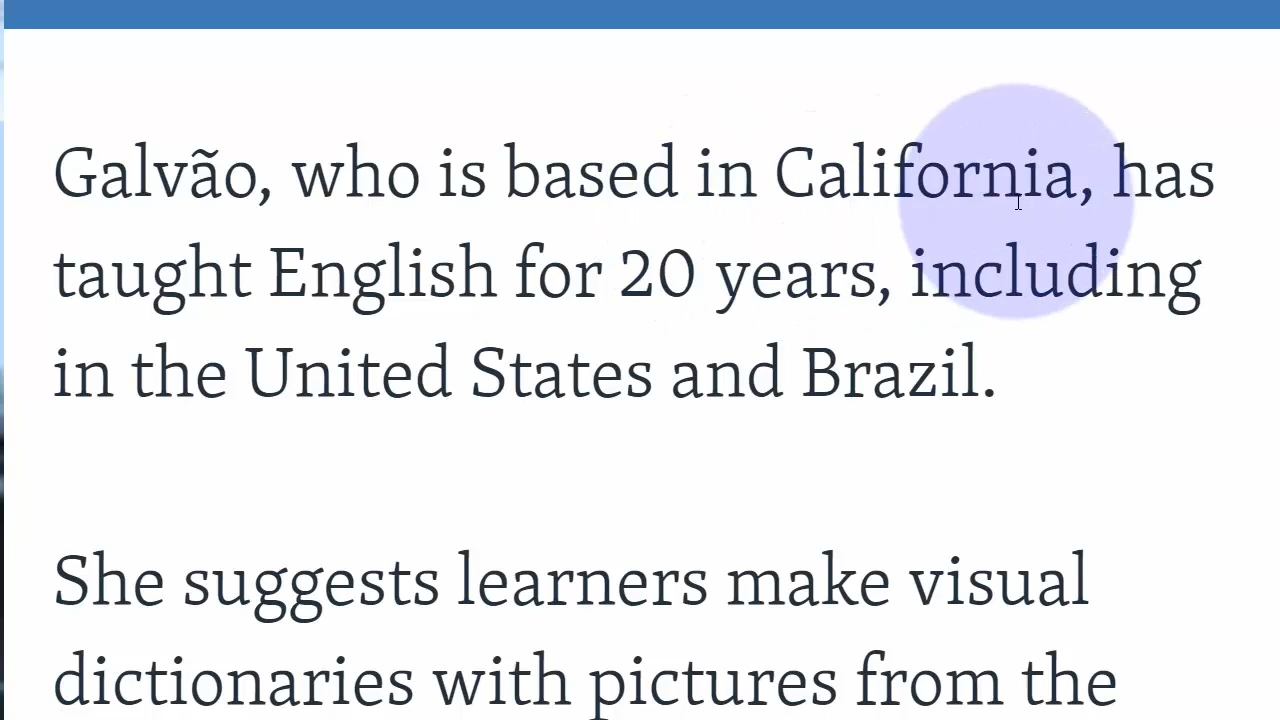 Galvão, who is based in California, has
taught English for 20 years, including
in the United States and Brazil.
She suggests learners make visual
dictionaries with pictures from the